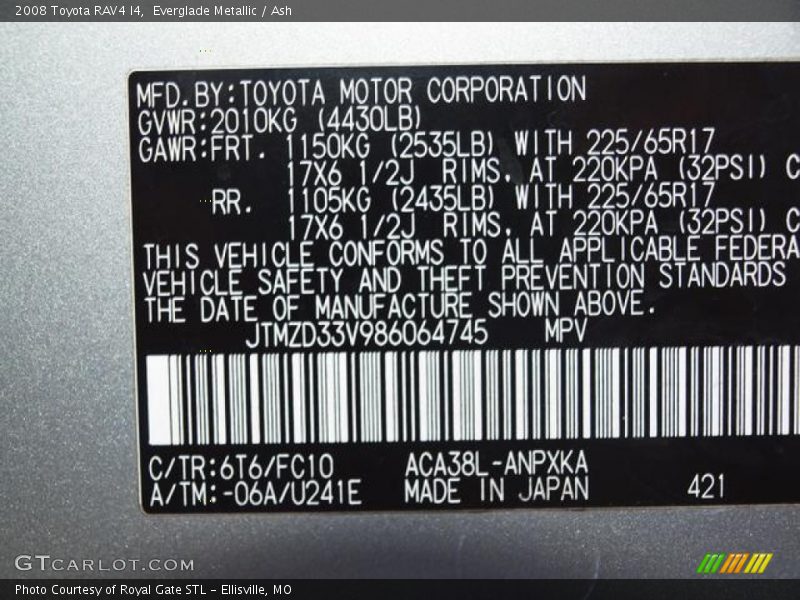 2008 Toyota RAV4 I4, Everglade Metallic / Ash
MFD.BY:TOYOTA MOTOR CORPORATION
GVWR:2010KG (4430LB)
GAWR:FRT. 1150KG (2535LB) WITH 225/65R17
17X6 1/2J RIMS, AT 220KPA (32PSI) C
RR. 1105KG (2435LB) WITH 225/65R17
17X6 1/2J RIMS, AT 220KPA (32PSI) C
THIS VEHICLE CONFORMS TO ALL APPLICABLE FEDERA
VEHICLE SAFETY AND THEFT PREVENTION STANDARDS
THE DATE OF MANUFACTURE SHOWN ABOVE.
JTMZD33V986064745 MPV
C/TR:6T6/FC10 ACA38L-ANPXKA
A/TM:-06A/U241E MADE IN JAPAN 421
GTCARLOT.COM
Photo Courtesy of Royal Gate STL - Ellisville, MO